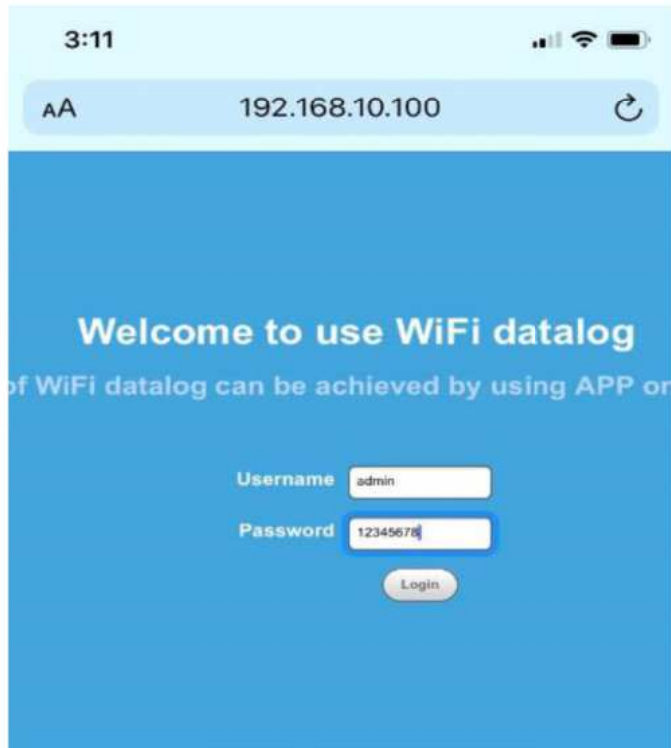 3:11
AA 192.168.10.100
Welcome to use WiFi datalog
of WiFi datalog can be achieved by using APP or
Username admin
Password 12345678
Login